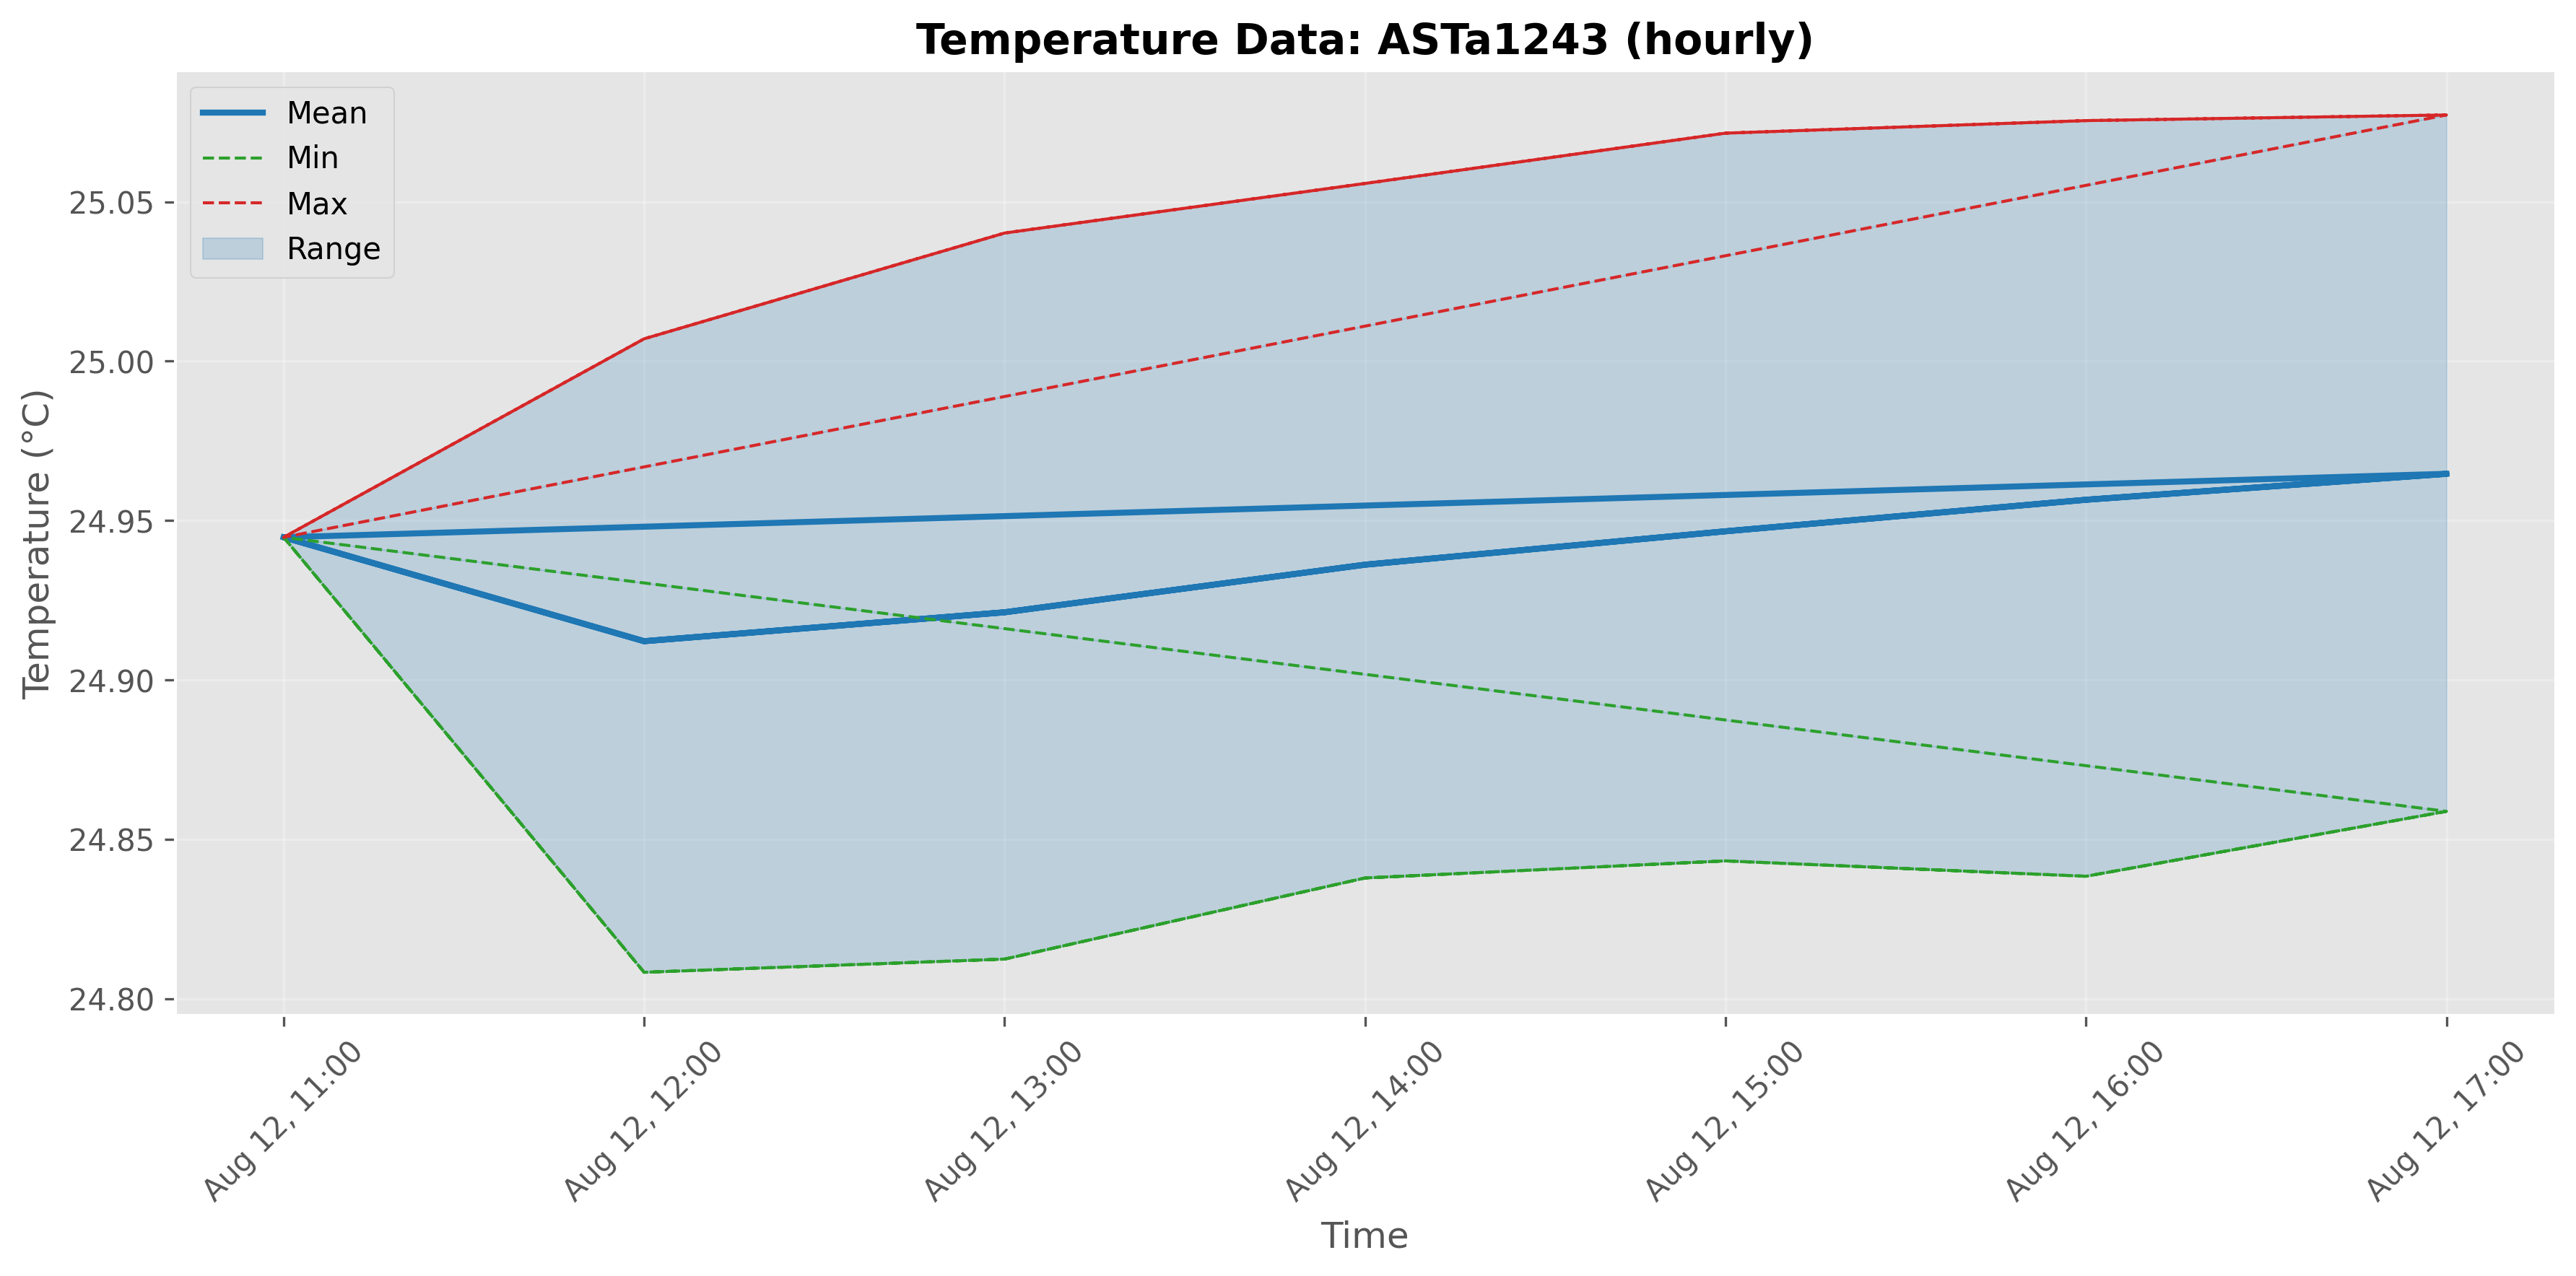 Temperature Data: ASTa1243 (hourly)
Mean
Min
Max
Range
Temperature (°C)
25.05
25.00
24.95
24.90
24.85
24.80
Aug 12, 11:00
Aug 12, 12:00
Aug 12, 13:00
Aug 12, 14:00
Aug 12, 15:00
Aug 12, 16:00
Aug 12, 17:00
Time